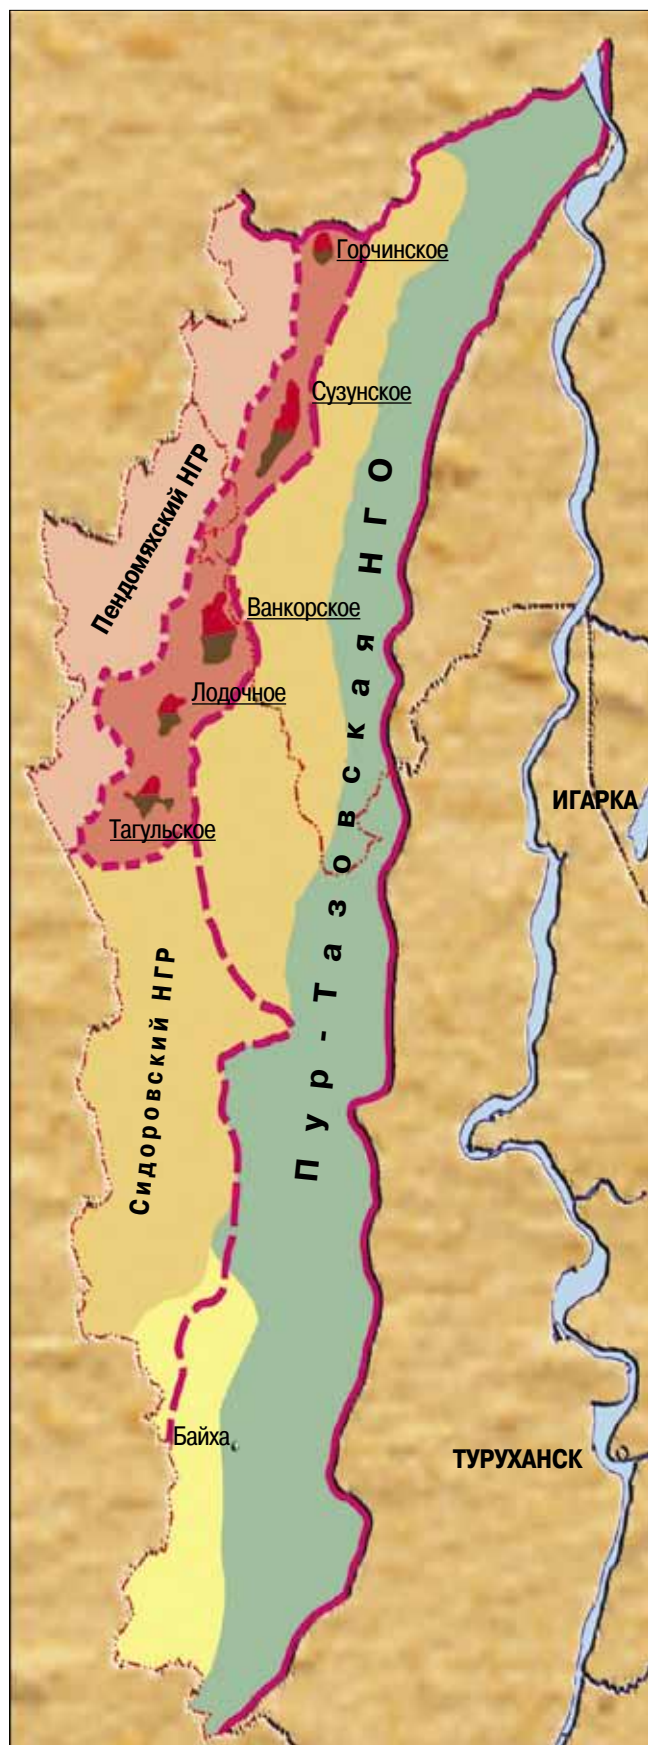 Горчинское
Сузунское
Пендомяхский НГР
Пур-Тазовская НГО
Ванкорское
Лодочное
ИГАРКА
Тагульское
Сидоровский НГР
Байха
ТУРУХАНСК